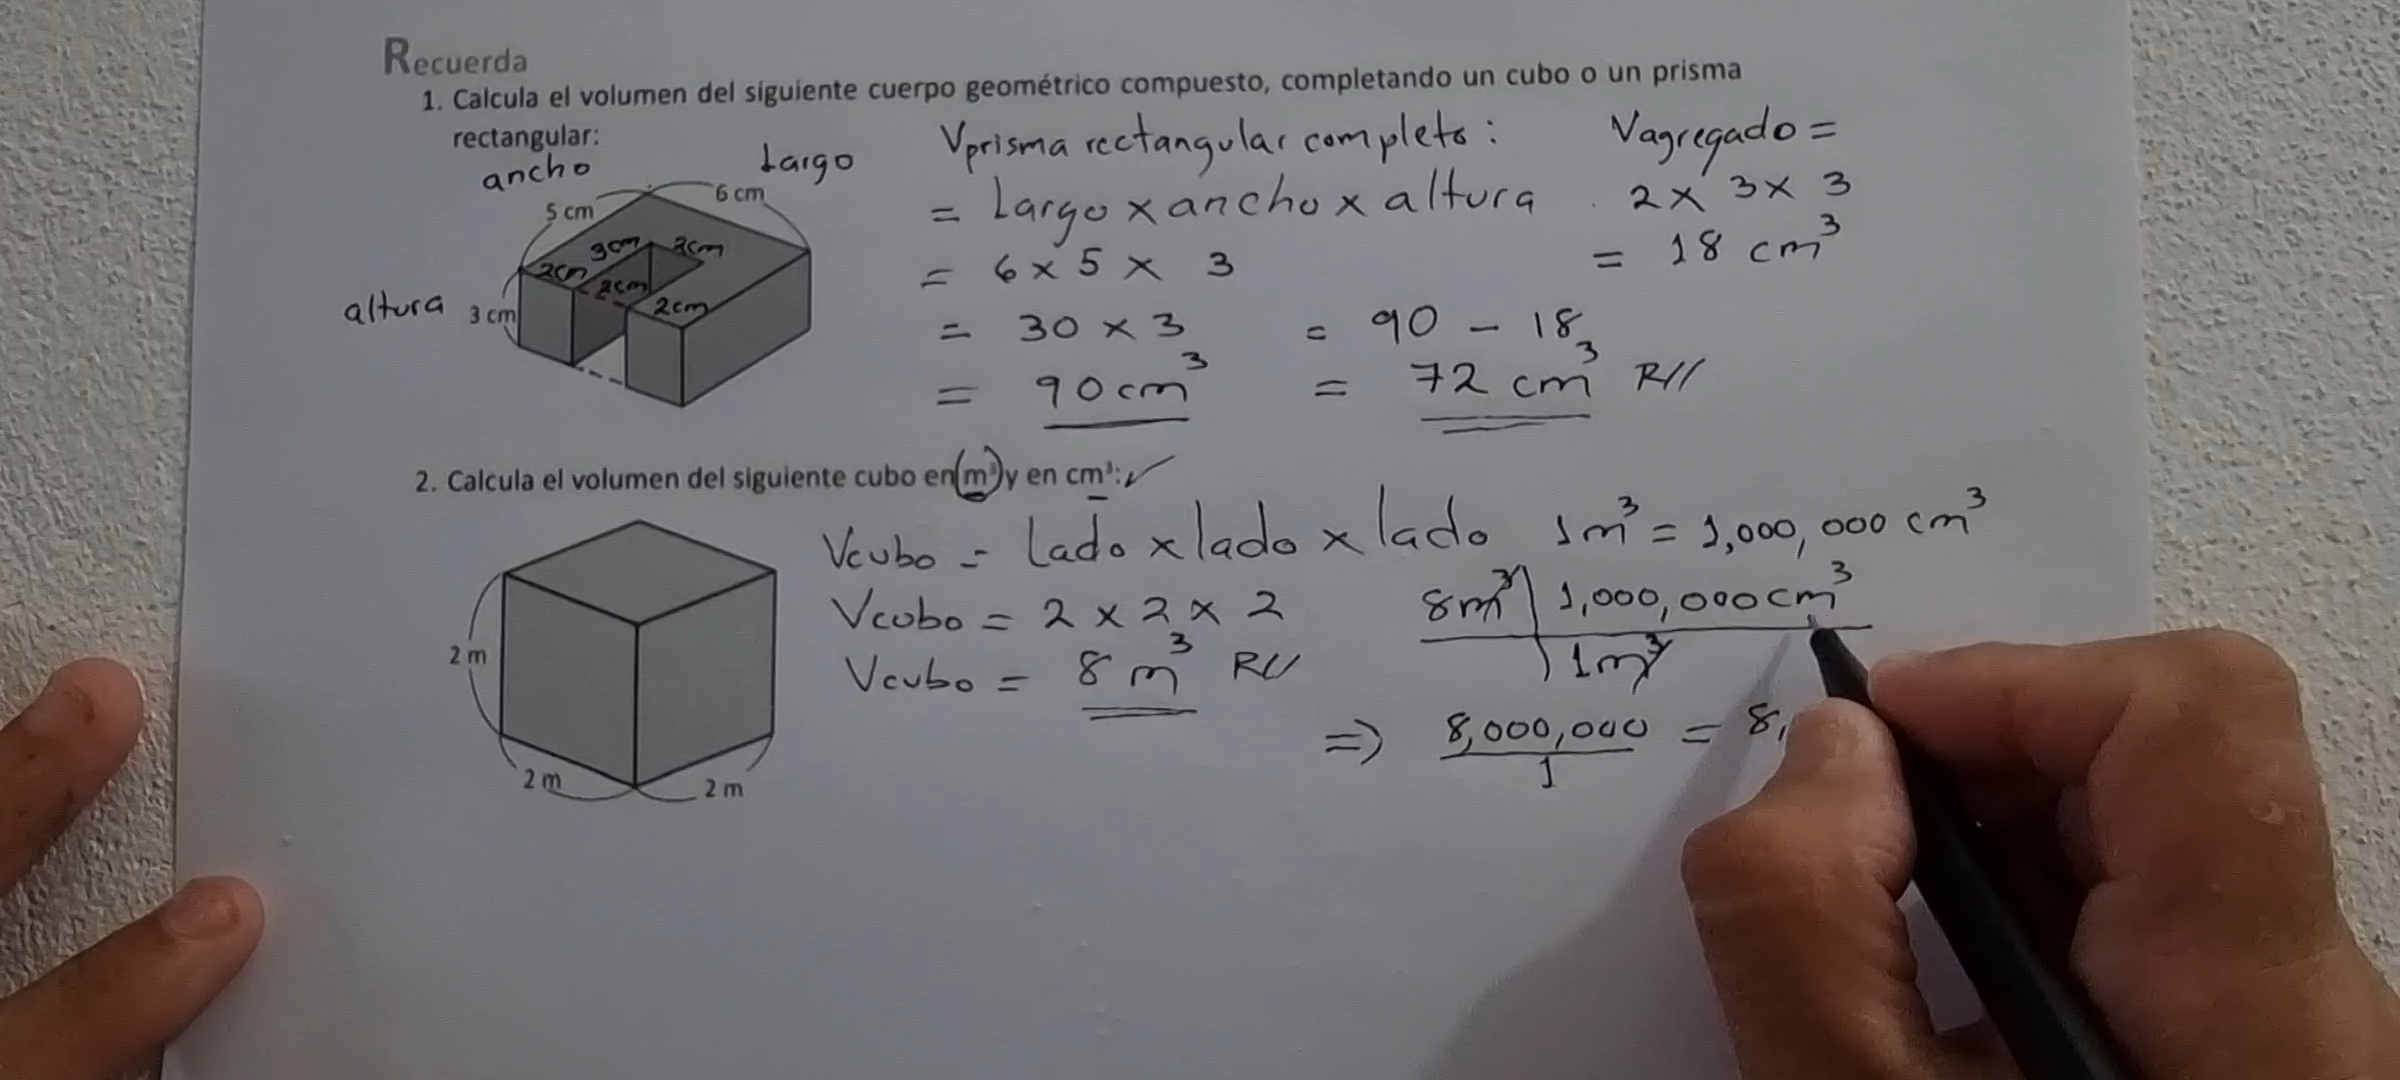 Recuerda
1. Calcula el volumen del siguiente cuerpo geométrico compuesto, completando un cubo o un prisma
rectangular:
ancho
Largo
5 cm
6 cm
3cm
2cm
2cm
2cm
2cm
altura
3 cm
Vprisma rectangular completo:
= Largo x ancho x altura
= 6 x 5 x 3
= 30 x 3
= 90 cm³
Vagregado =
2 x 3 x 3
= 18 cm³
= 90 - 18
= 72 cm³ R//
2. Calcula el volumen del siguiente cubo en (m³) y en cm³: ✓
2 m
2 m
2 m
Vcubo = Lado x lado x lado
Vcubo = 2 x 2 x 2
Vcubo = 8 m³ R//
1m³ = 1,000,000 cm³
8m³ | 1,000,000 cm³
1m³
=> 8,000,000 = 8,
1